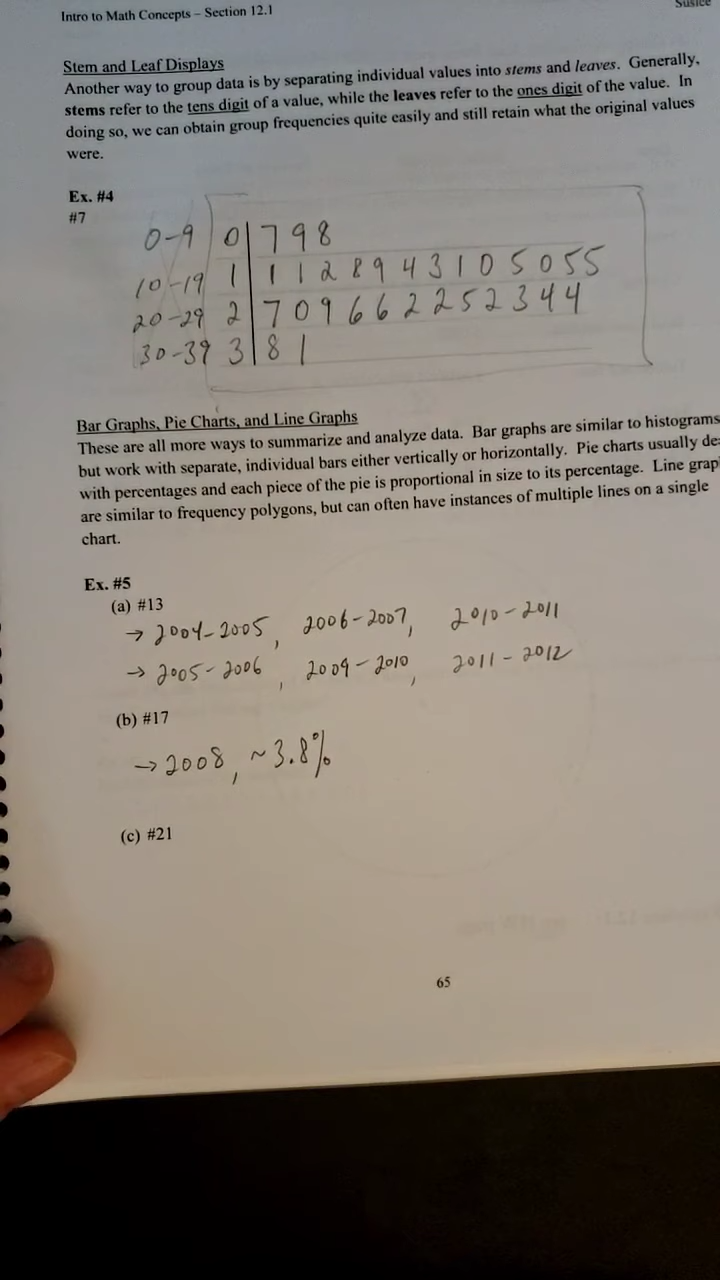 Intro to Math Concepts – Section 12.1
Susice
Stem and Leaf Displays
Another way to group data is by separating individual values into stems and leaves. Generally,
stems refer to the tens digit of a value, while the leaves refer to the ones digit of the value. In
doing so, we can obtain group frequencies quite easily and still retain what the original values
were.
Ex. #4
#7
0-9 0 | 7 9 8
10-19 1 | 1 1 2 8 9 4 3 1 0 5 0 5 5
20-29 2 | 7 0 9 6 6 2 2 5 2 3 4 4
30-39 3 | 8 1
Bar Graphs, Pie Charts, and Line Graphs
These are all more ways to summarize and analyze data. Bar graphs are similar to histograms
but work with separate, individual bars either vertically or horizontally. Pie charts usually de
with percentages and each piece of the pie is proportional in size to its percentage. Line grap
are similar to frequency polygons, but can often have instances of multiple lines on a single
chart.
Ex. #5
(a) #13
→ 2004-2005, 2006-2007, 2010-2011
→ 2005-2006, 2009-2010, 2011-2012
(b) #17
→ 2008, ~3.8%
(c) #21
65